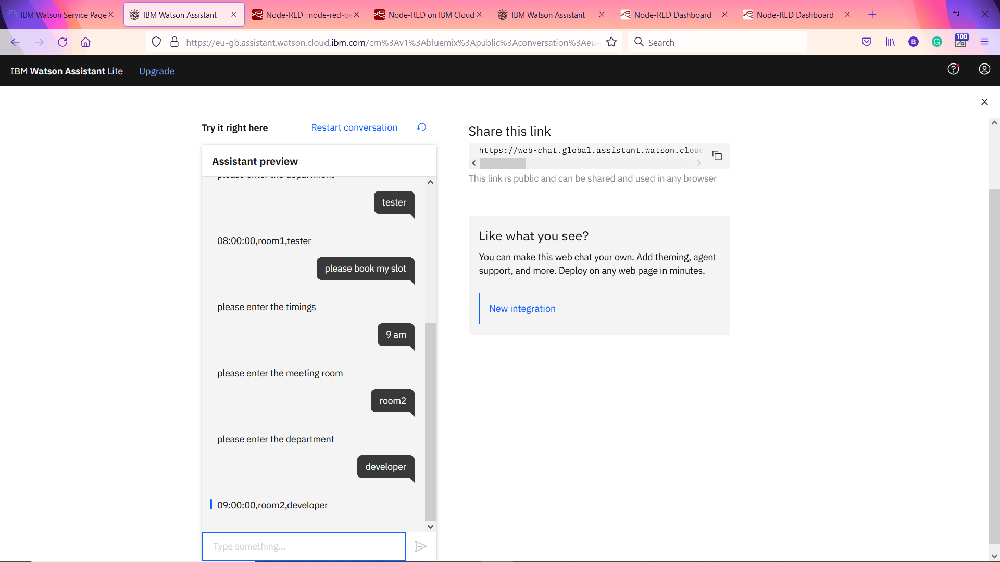 IBM Watson Service Page
IBM Watson Assistant
Node-RED : node-red-qe
Node-RED on IBM Cloud
IBM Watson Assistant
Node-RED Dashboard
Node-RED Dashboard
https://eu-gb.assistant.watson.cloud.ibm.com/crn%3Av1%3Abluemix%3Apublic%3Aconversation%3Aeu-
Search
B
100
IBM Watson Assistant Lite
Upgrade
Try it right here
Restart conversation
Share this link
https://web-chat.global.assistant.watson.cloud
This link is public and can be shared and used in any browser
Assistant preview
please enter the department
tester
08:00:00,room1,tester
please book my slot
please enter the timings
9 am
please enter the meeting room
room2
please enter the department
developer
09:00:00,room2,developer
Type something...
Like what you see?
You can make this web chat your own. Add theming, agent
support, and more. Deploy on any web page in minutes.
New integration